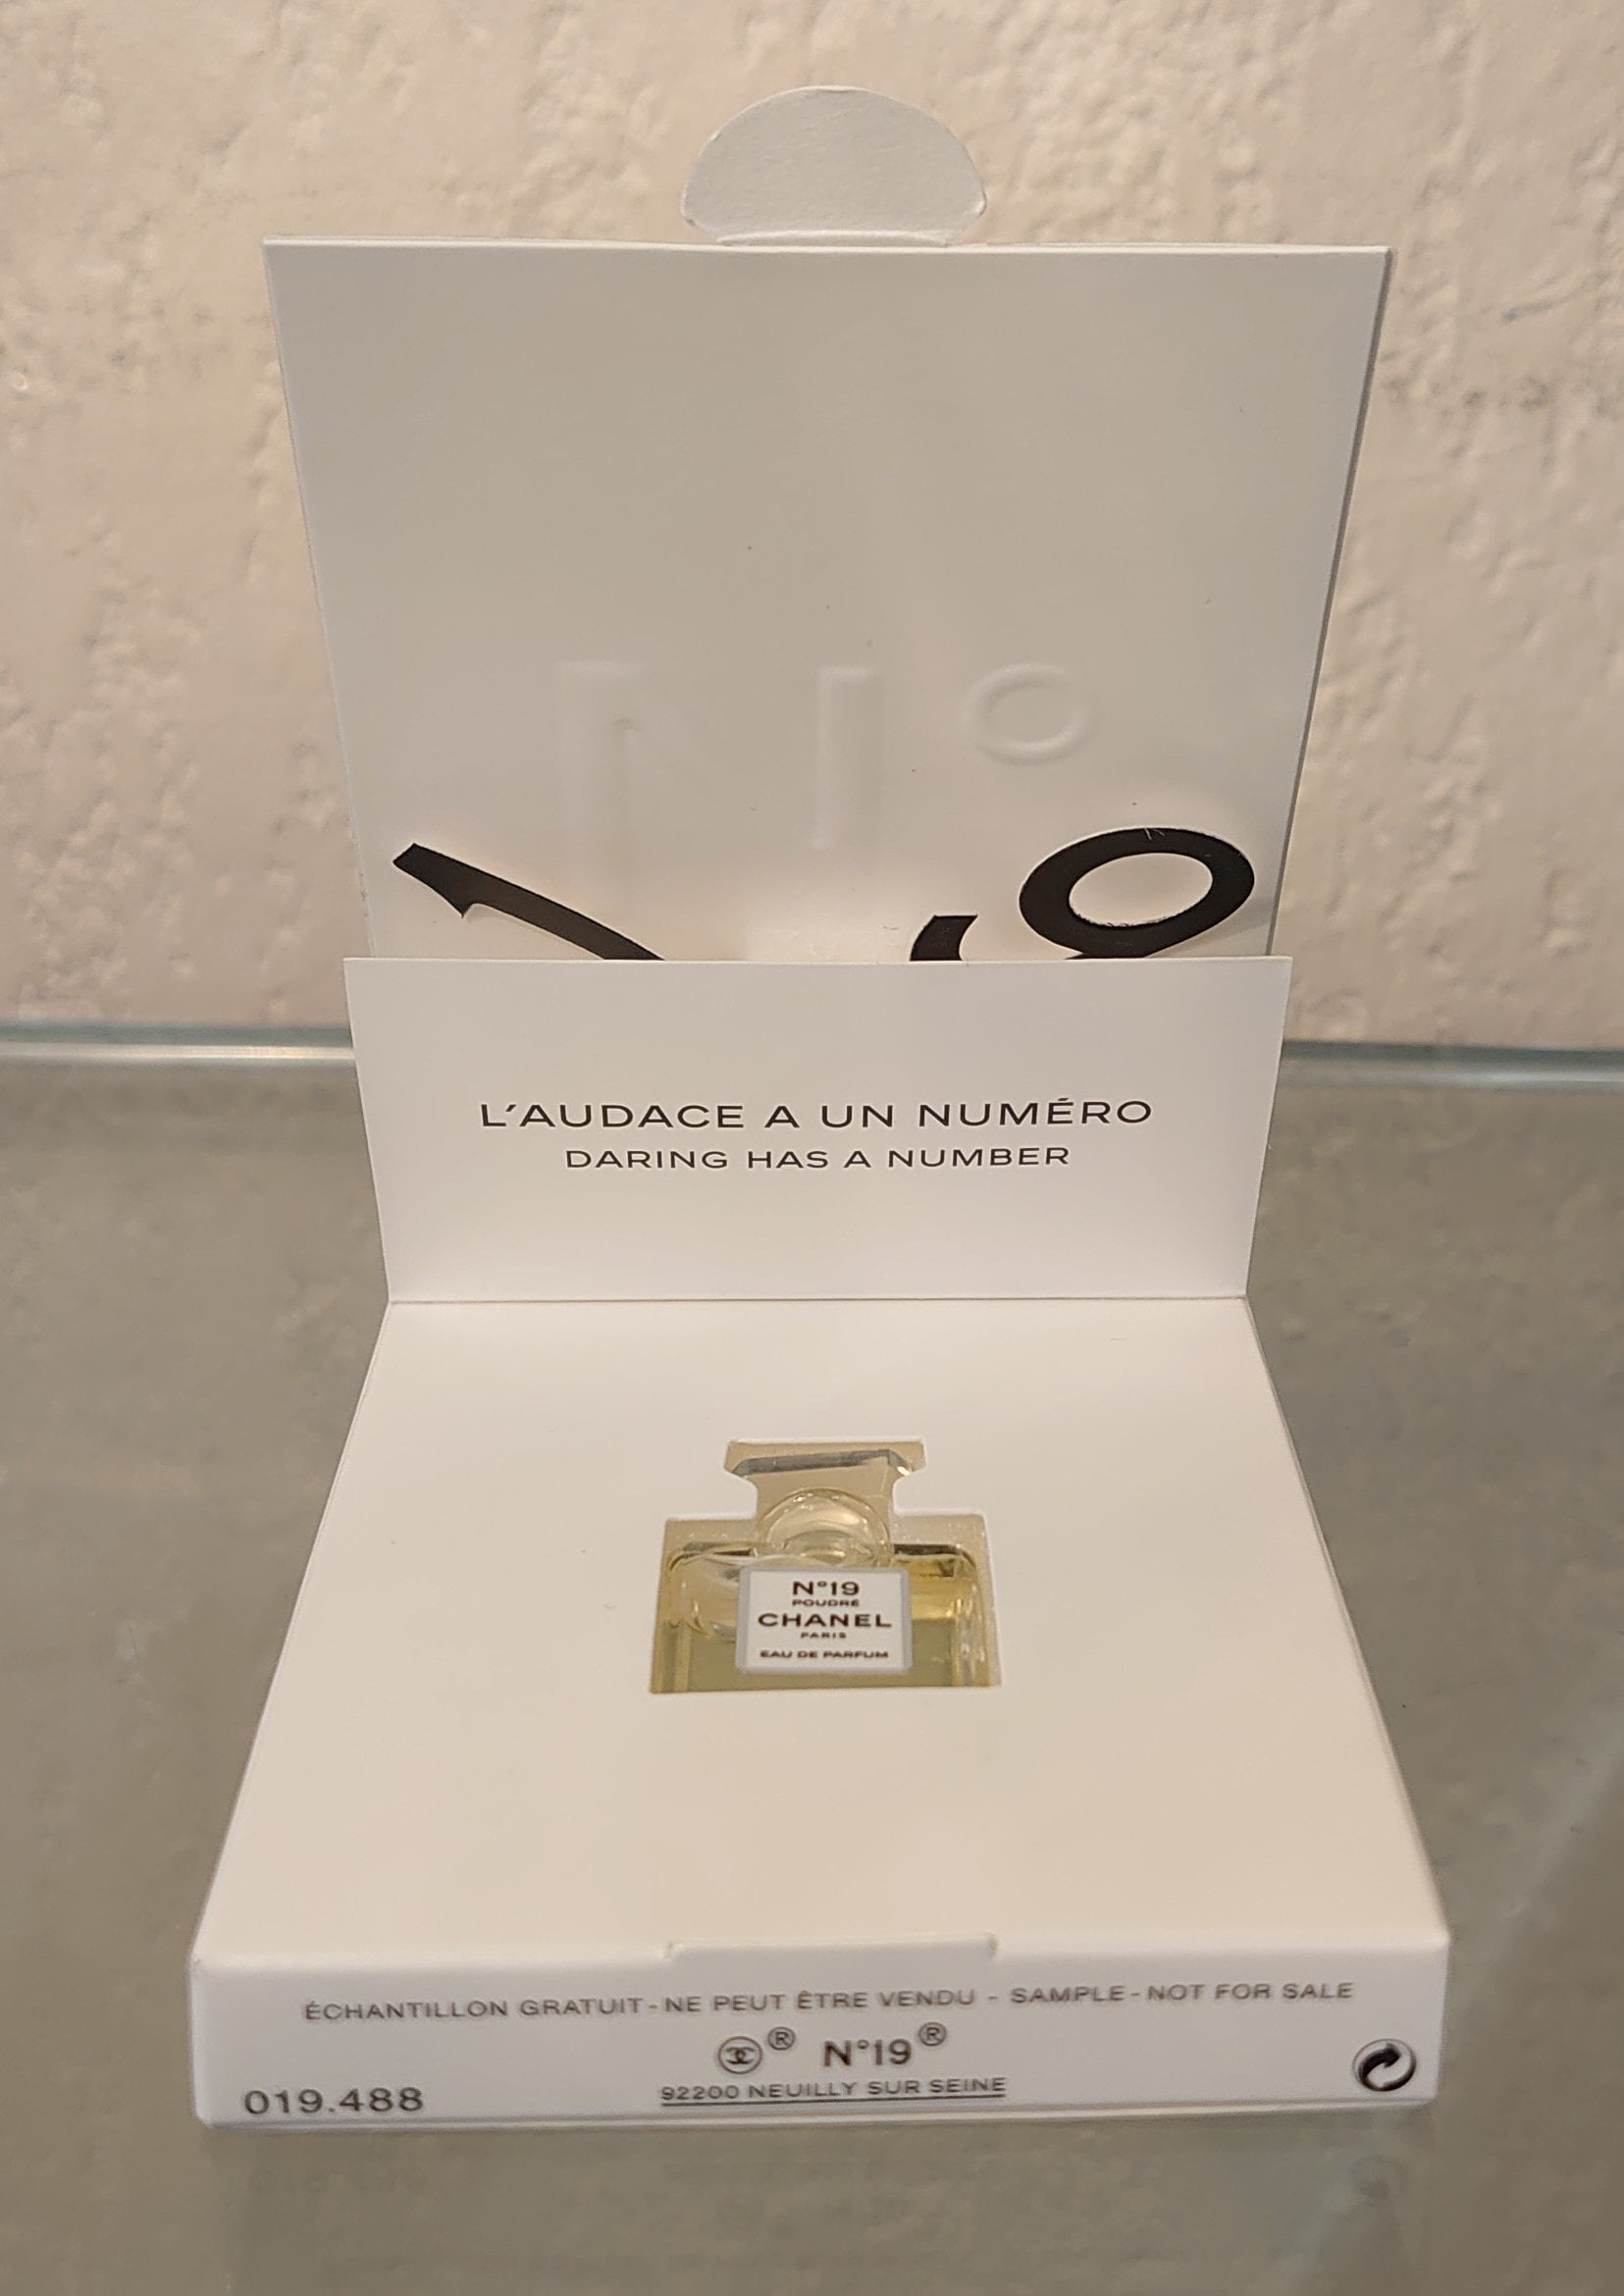 N°
L'AUDACE A UN NUMÉRO
DARING HAS A NUMBER
N°19
POUDRÉ
CHANEL
PARIS
EAU DE PARFUM
ÉCHANTILLON GRATUIT - NE PEUT ÊTRE VENDU - SAMPLE - NOT FOR SALE
® N°19®
92200 NEUILLY SUR SEINE
019.488